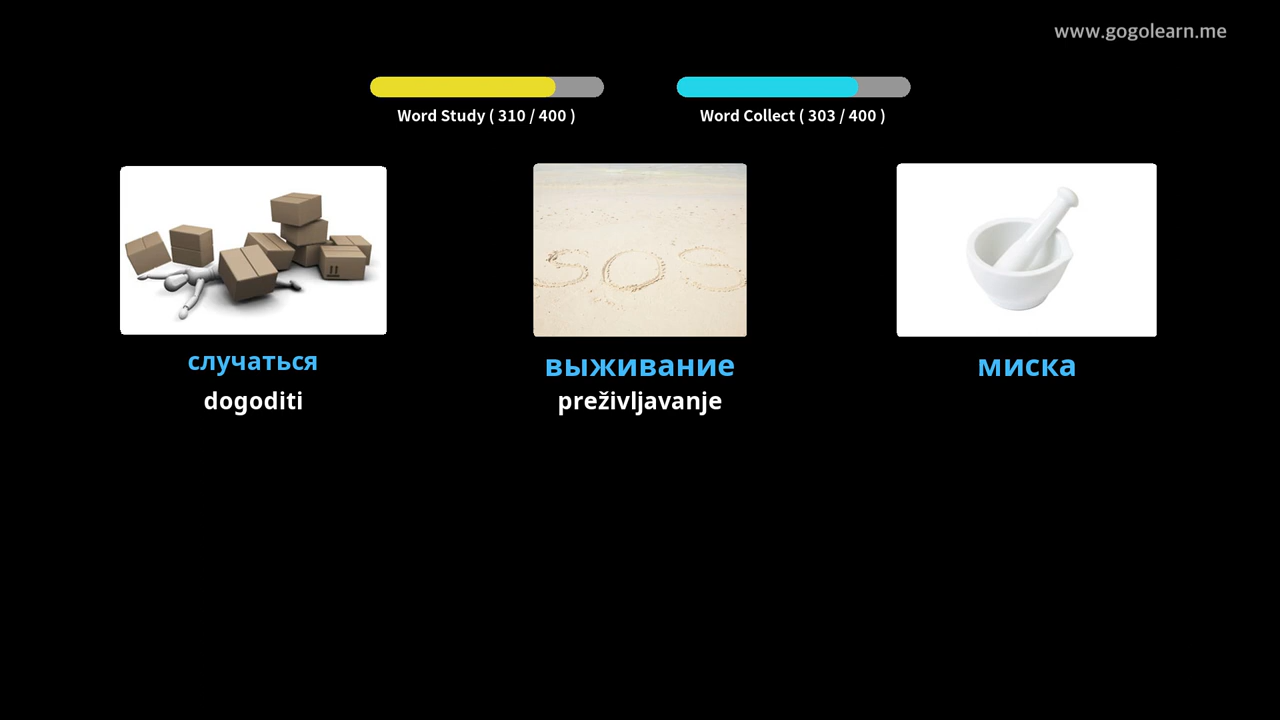 www.gogolearn.me
Word Study ( 310 / 400 )
Word Collect ( 303 / 400 )
SOS
случаться
dogoditi
выживание
preživljavanje
миска